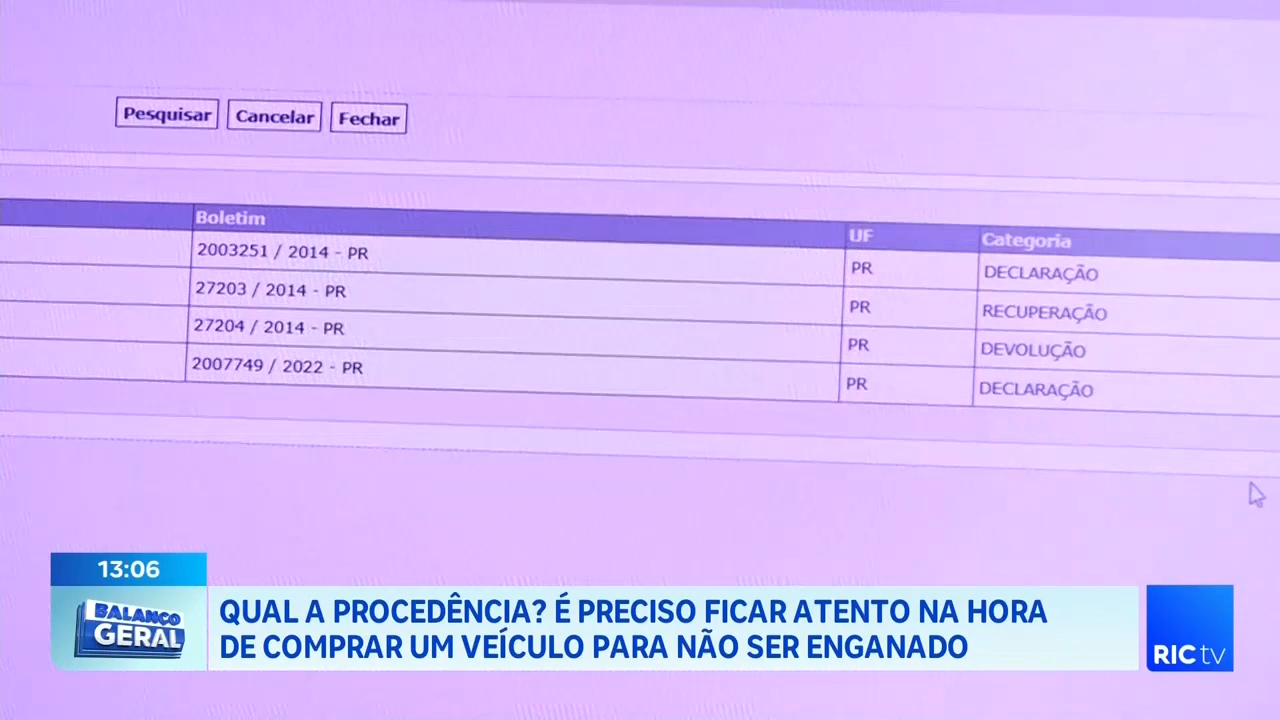 Pesquisar Cancelar Fechar
Boletim UF Categoria
2003251 / 2014 - PR PR DECLARAÇÃO
27203 / 2014 - PR PR RECUPERAÇÃO
27204 / 2014 - PR PR DEVOLUÇÃO
2007749 / 2022 - PR PR DECLARAÇÃO
13:06
BALANÇO
GERAL
QUAL A PROCEDÊNCIA? É PRECISO FICAR ATENTO NA HORA
DE COMPRAR UM VEÍCULO PARA NÃO SER ENGANADO
RIC tv